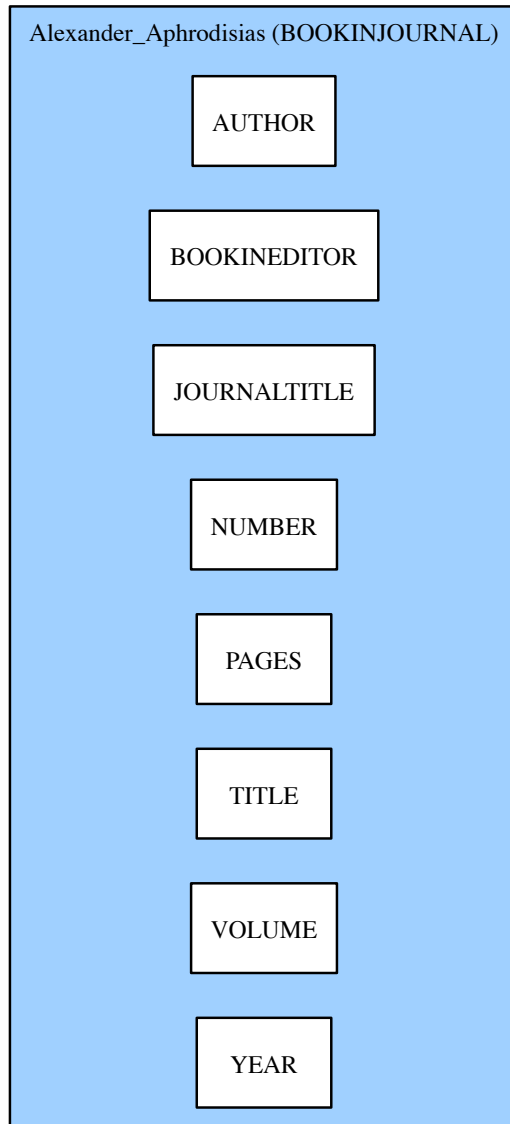 Alexander_Aphrodisias (BOOKINJOURNAL)
AUTHOR
BOOKINEDITOR
JOURNALTITLE
NUMBER
PAGES
TITLE
VOLUME
YEAR